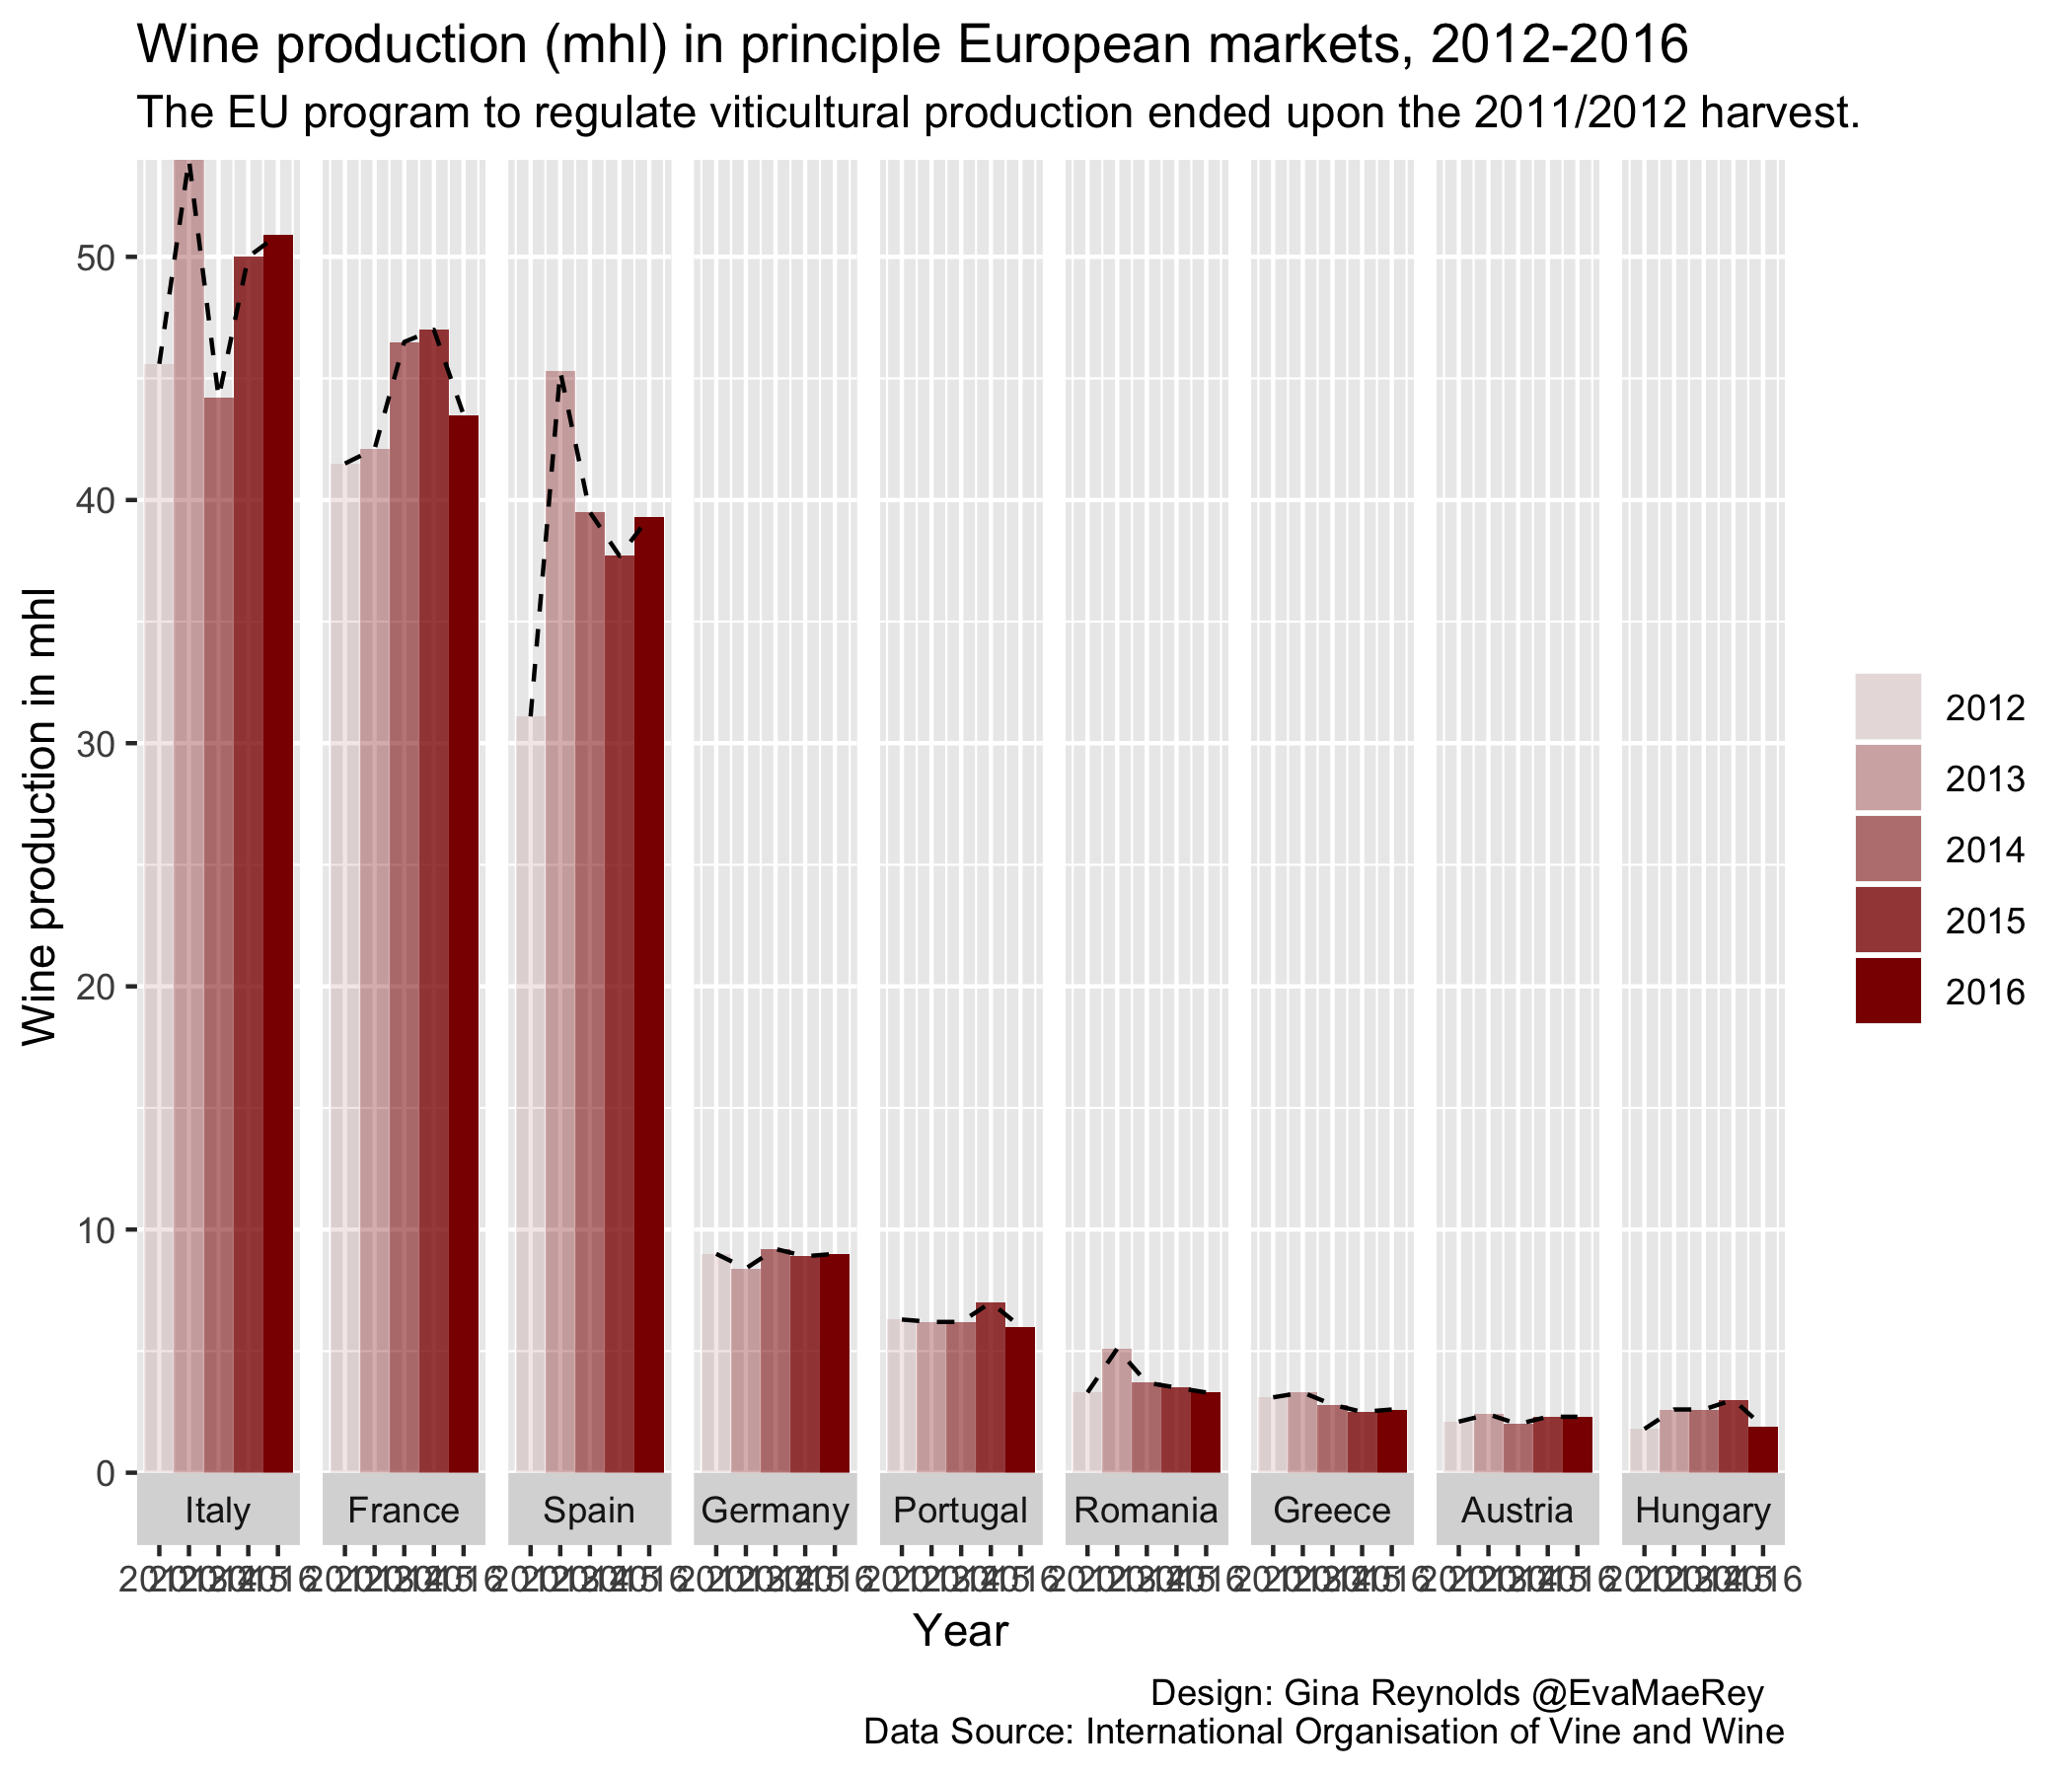 Wine production (mhl) in principle European markets, 2012-2016
The EU program to regulate viticultural production ended upon the 2011/2012 harvest.
Wine production in mhl
50
40
30
20
10
0
2012
2013
2014
2015
2016
Italy France Spain Germany Portugal Romania Greece Austria Hungary
Year
Design: Gina Reynolds @EvaMaeRey
Data Source: International Organisation of Vine and Wine